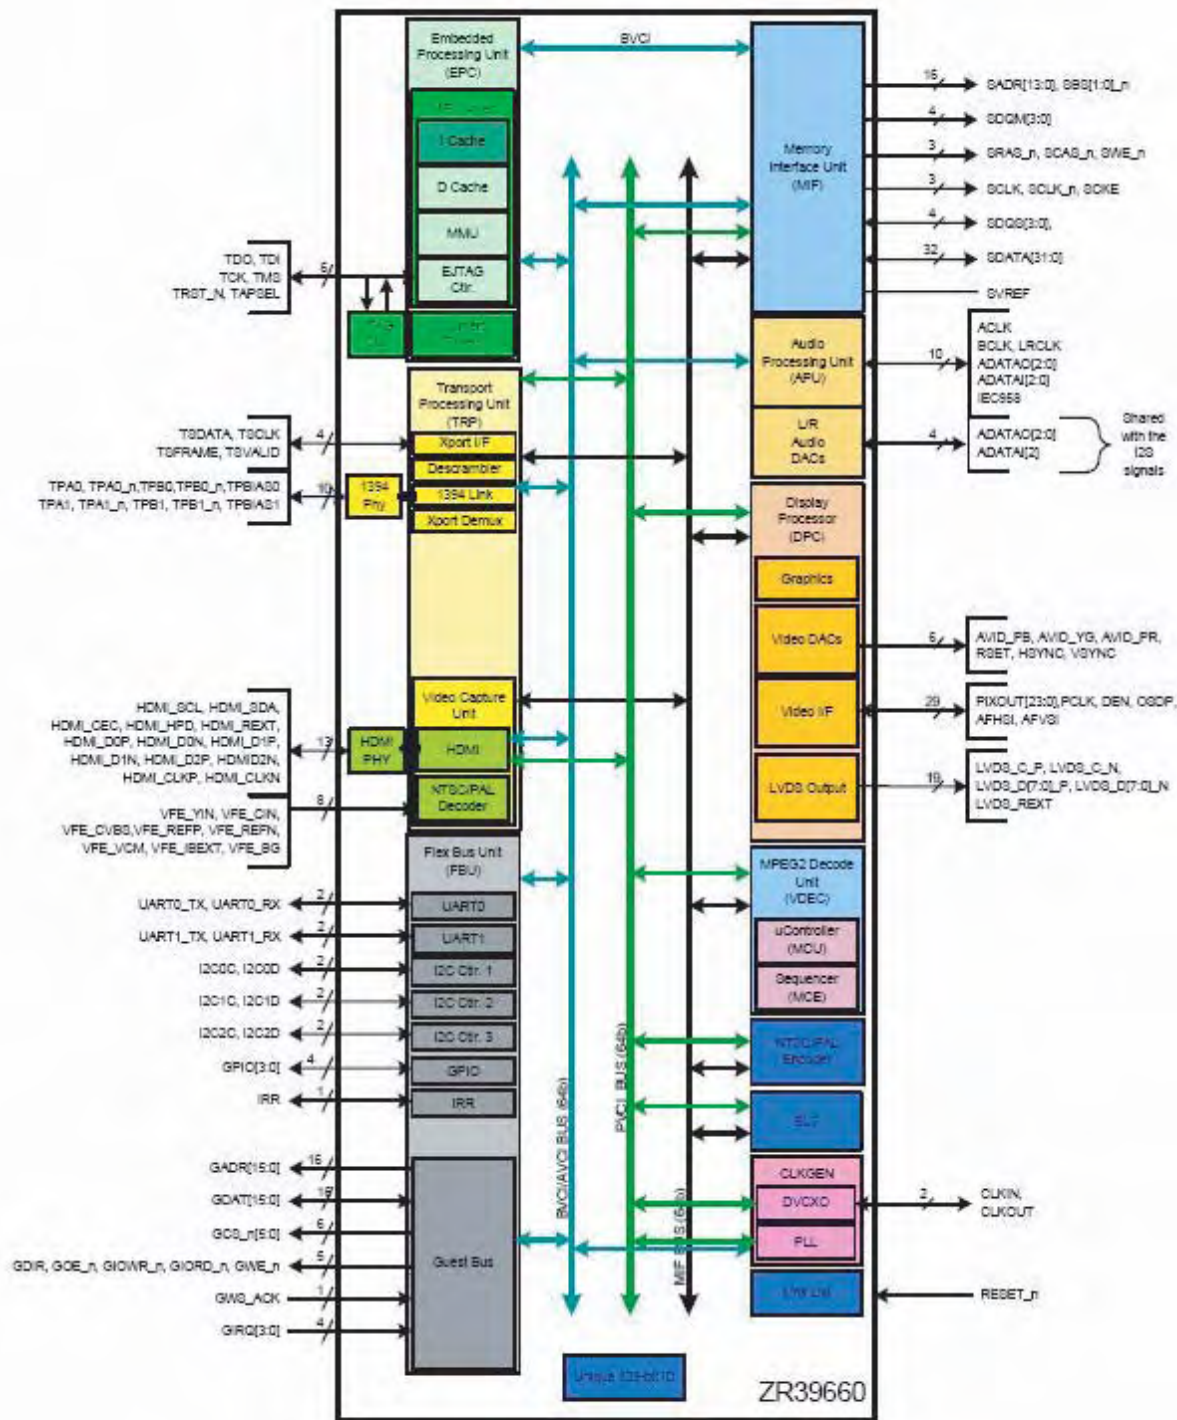 Embedded
Processing Unit
(EPC)
I Cache
D Cache
MMU
EJTAG
Ctlr.
TDO, TDI
TCK, TMS
TRST_N, TAPSEL
6
Transport
Processing Unit
(TRP)
Xport I/F
Descrambler
1394 Link
Xport Demux
TSDATA, TSCLK
TSFRAME, TSVALID
4
TPA0, TPA0_n,TPB0,TPB0_n,TPBIAS0
TPA1, TPA1_n, TPB1, TPB1_n, TPBIAS1
10
1394
Phy
Video Capture
Unit
HDMI
NTSC/PAL
Decoder
HDMI_SCL, HDMI_SDA,
HDMI_CEC, HDMI_HPD, HDMI_REXT,
HDMI_D0P, HDMI_D0N, HDMI_D1P,
HDMI_D1N, HDMI_D2P, HDMID2N,
HDMI_CLKP, HDMI_CLKN
13
HDMI
PHY
VFE_YIN, VFE_CIN,
VFE_CVBS,VFE_REFP, VFE_REFN,
VFE_VCM, VFE_IBEXT, VFE_BG
8
Flex Bus Unit
(FBU)
UART0_TX, UART0_RX
2
UART0
UART1_TX, UART1_RX
2
UART1
I2C0C, I2C0D
2
I2C Ctlr. 1
I2C1C, I2C1D
2
I2C Ctlr. 2
I2C2C, I2C2D
2
I2C Ctlr. 3
GPIO[3:0]
4
GPIO
IRR
1
IRR
GADR[15:0]
16
GDAT[15:0]
16
GCS_n[5:0]
6
GDIR, GOE_n, GIOWR_n, GIORD_n, GWE_n
5
GWS_ACK
1
GIRQ[3:0]
4
Guest Bus
BVCI
BVCI/AVCI BUS (64b)
PVCI BUS (64b)
MIF BUS (64b)
Memory
Interface Unit
(MIF)
16
SADR[13:0], SBS[1:0]_n
4
SDQM[3:0]
3
SRAS_n, SCAS_n, SWE_n
3
SCLK, SCLK_n, SCKE
4
SDQS[3:0],
32
SDATA[31:0]
SVREF
Audio
Processing Unit
(APU)
10
ACLK
BCLK, LRCLK
ADATAO[2:0]
ADATAI[2:0]
IEC958
L/R
Audio
DACs
4
ADATAO[2:0]
ADATAI[2]
Shared
with the
I2S
signals
Display
Processor
(DPC)
Graphics
Video DACs
6
AVID_PB, AVID_YG, AVID_PR,
RSET, HSYNC, VSYNC
Video I/F
29
PIXOUT[23:0],PCLK, DEN, OSDP,
AFHSI, AFVSI
LVDS Output
19
LVDS_C_P, LVDS_C_N,
LVDS_D[7:0]_P, LVDS_D[7:0]_N
LVDS_REXT
MPEG2 Decode
Unit
(VDEC)
uController
(MCU)
Sequencer
(MCE)
NTSC/PAL
Encoder
CLKGEN
DVCXO
PLL
2
CLKIN,
CLKOUT
RESET_n
Unique 128-bit ID
ZR39660